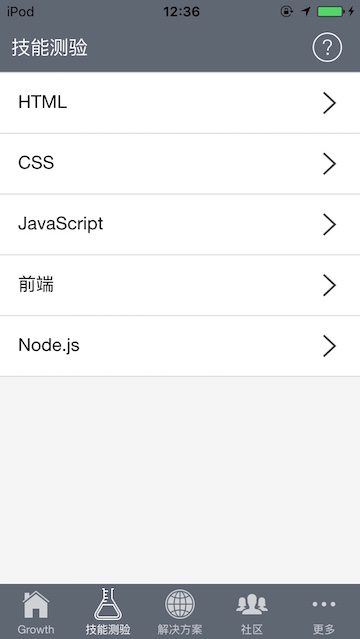 iPod 12:36
技能测验 ?
HTML
CSS
JavaScript
前端
Node.js
Growth 技能测验 解决方案 社区 更多